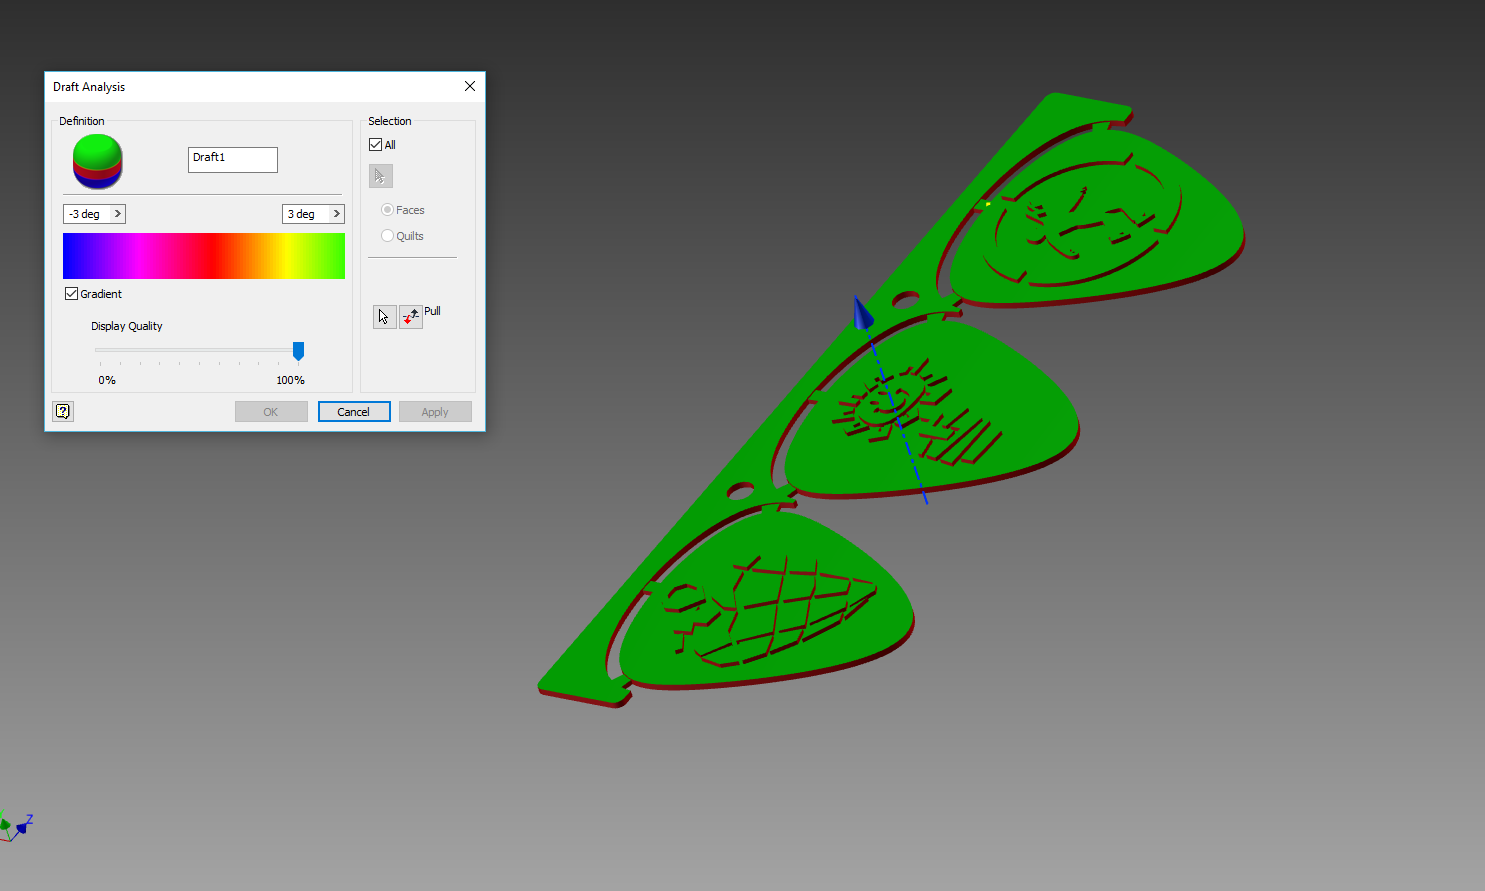 Draft Analysis
Definition
Selection
Draft1
All
-3 deg
3 deg
Faces
Quilts
Gradient
Pull
Display Quality
0%
100%
?
OK
Cancel
Apply
Z